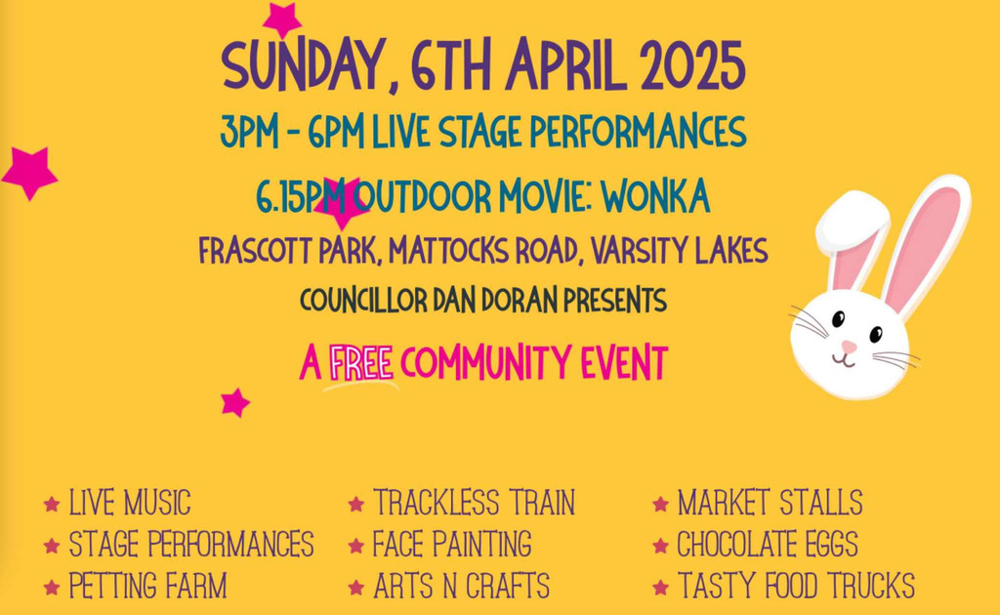 SUNDAY, 6TH APRIL 2025
3PM - 6PM LIVE STAGE PERFORMANCES
6.15PM OUTDOOR MOVIE: WONKA
FRASCOTT PARK, MATTOCKS ROAD, VARSITY LAKES
COUNCILLOR DAN DORAN PRESENTS
A FREE COMMUNITY EVENT
LIVE MUSIC
STAGE PERFORMANCES
PETTING FARM
TRACKLESS TRAIN
FACE PAINTING
ARTS N CRAFTS
MARKET STALLS
CHOCOLATE EGGS
TASTY FOOD TRUCKS